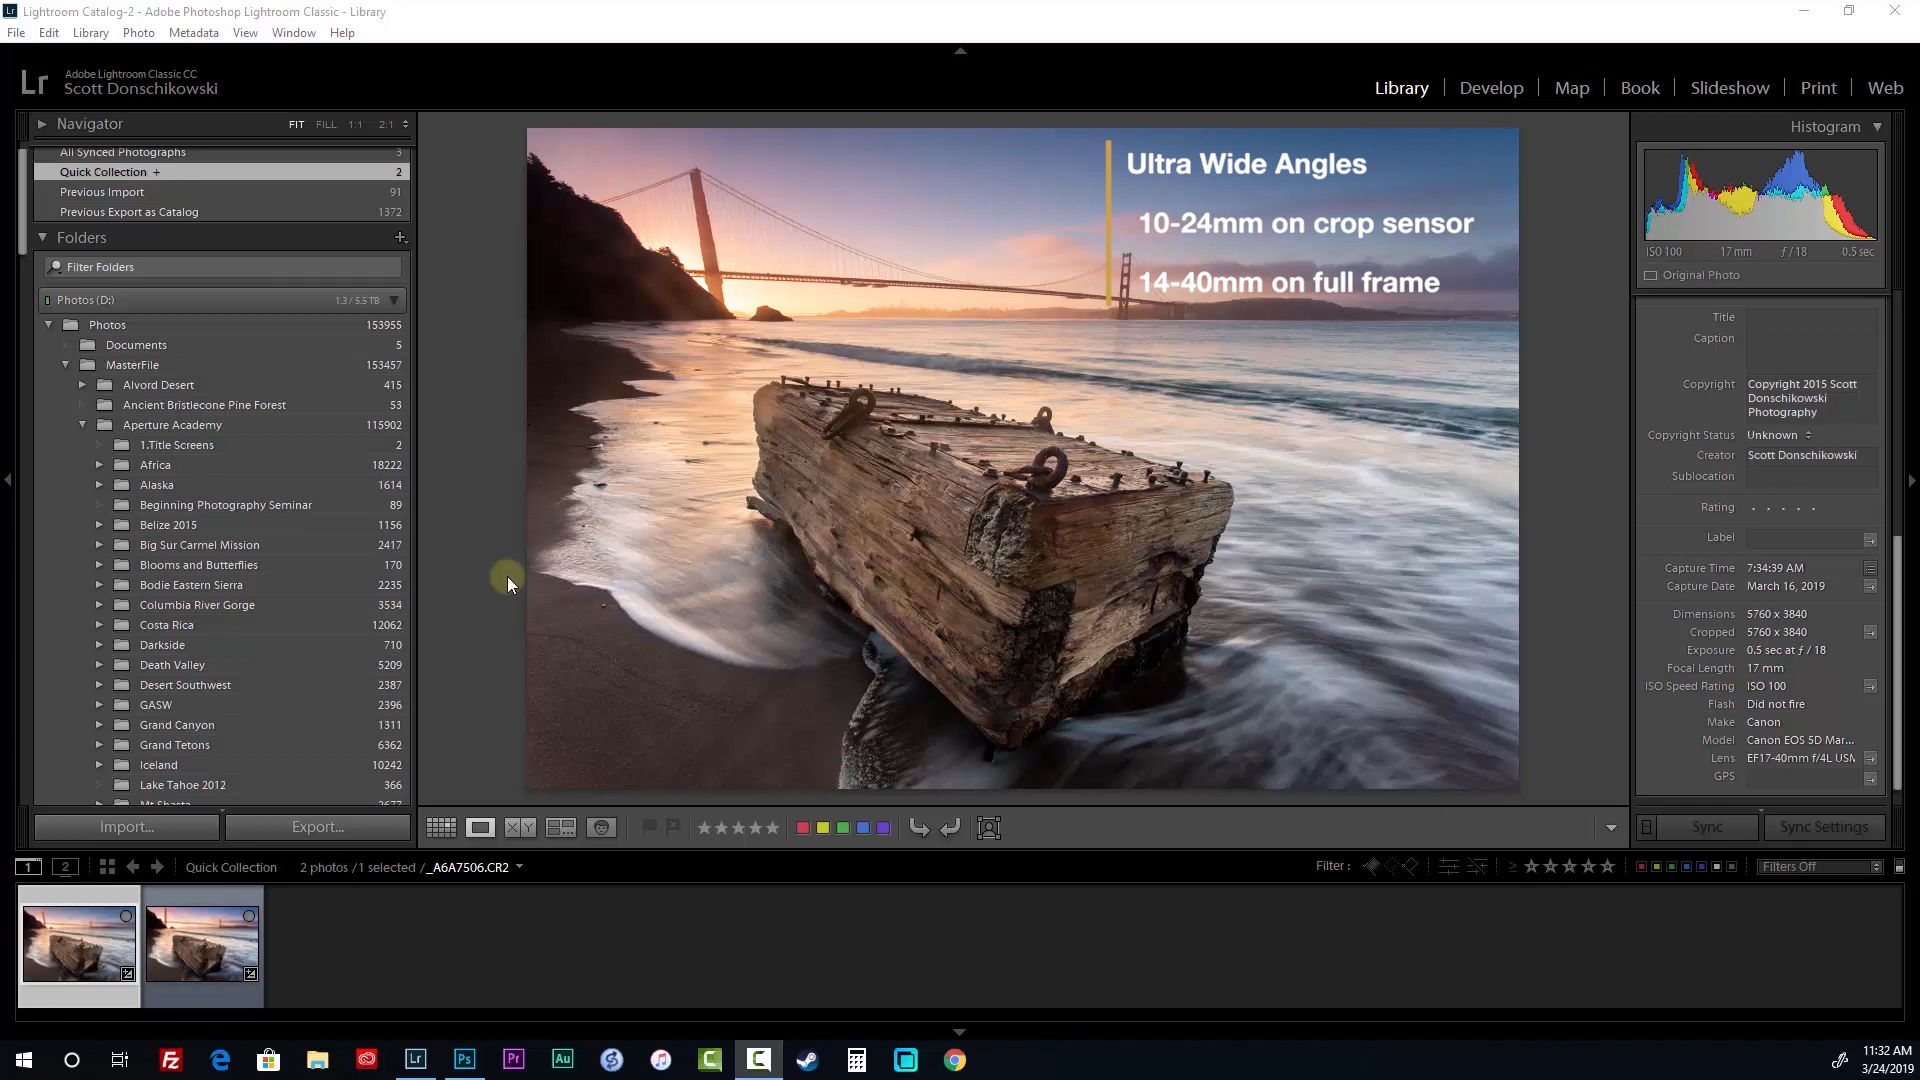 Lr Lightroom Catalog-2 - Adobe Photoshop Lightroom Classic - Library
File Edit Library Photo Metadata View Window Help
Lr Adobe Lightroom Classic CC
Scott Donschikowski
Library Develop Map Book Slideshow Print Web
Navigator FIT FILL 1:1 2:1
All Synced Photographs 3
Quick Collection + 2
Previous Import 91
Previous Export as Catalog 1372
Folders +
Filter Folders
Photos (D:) 1.3 / 5.5 TB
Photos 153955
Documents 5
MasterFile 153457
Alvord Desert 415
Ancient Bristlecone Pine Forest 53
Aperture Academy 115902
1.Title Screens 2
Africa 18222
Alaska 1614
Beginning Photography Seminar 89
Belize 2015 1156
Big Sur Carmel Mission 2417
Blooms and Butterflies 170
Bodie Eastern Sierra 2235
Columbia River Gorge 3534
Costa Rica 12062
Darkside 710
Death Valley 5209
Desert Southwest 2387
GASW 2396
Grand Canyon 1311
Grand Tetons 6362
Iceland 10242
Lake Tahoe 2012 366
Import... Export...
Ultra Wide Angles
10-24mm on crop sensor
14-40mm on full frame
Histogram
ISO 100 17 mm ƒ / 18 0.5 sec
Original Photo
Title
Caption
Copyright Copyright 2015 Scott
Donschikowski
Photography
Copyright Status Unknown
Creator Scott Donschikowski
Sublocation
Rating . . . . .
Label
Capture Time 7:34:39 AM
Capture Date March 16, 2019
Dimensions 5760 x 3840
Cropped 5760 x 3840
Exposure 0.5 sec at ƒ / 18
Focal Length 17 mm
ISO Speed Rating ISO 100
Flash Did not fire
Make Canon
Model Canon EOS 5D Mar...
Lens EF17-40mm f/4L USM
GPS
Sync Sync Settings
X Y
1 2 Quick Collection 2 photos /1 selected /_A6A7506.CR2
Filter : ≥ Filters Off
Fz Lr Ps Pr Au C C
11:32 AM
3/24/2019